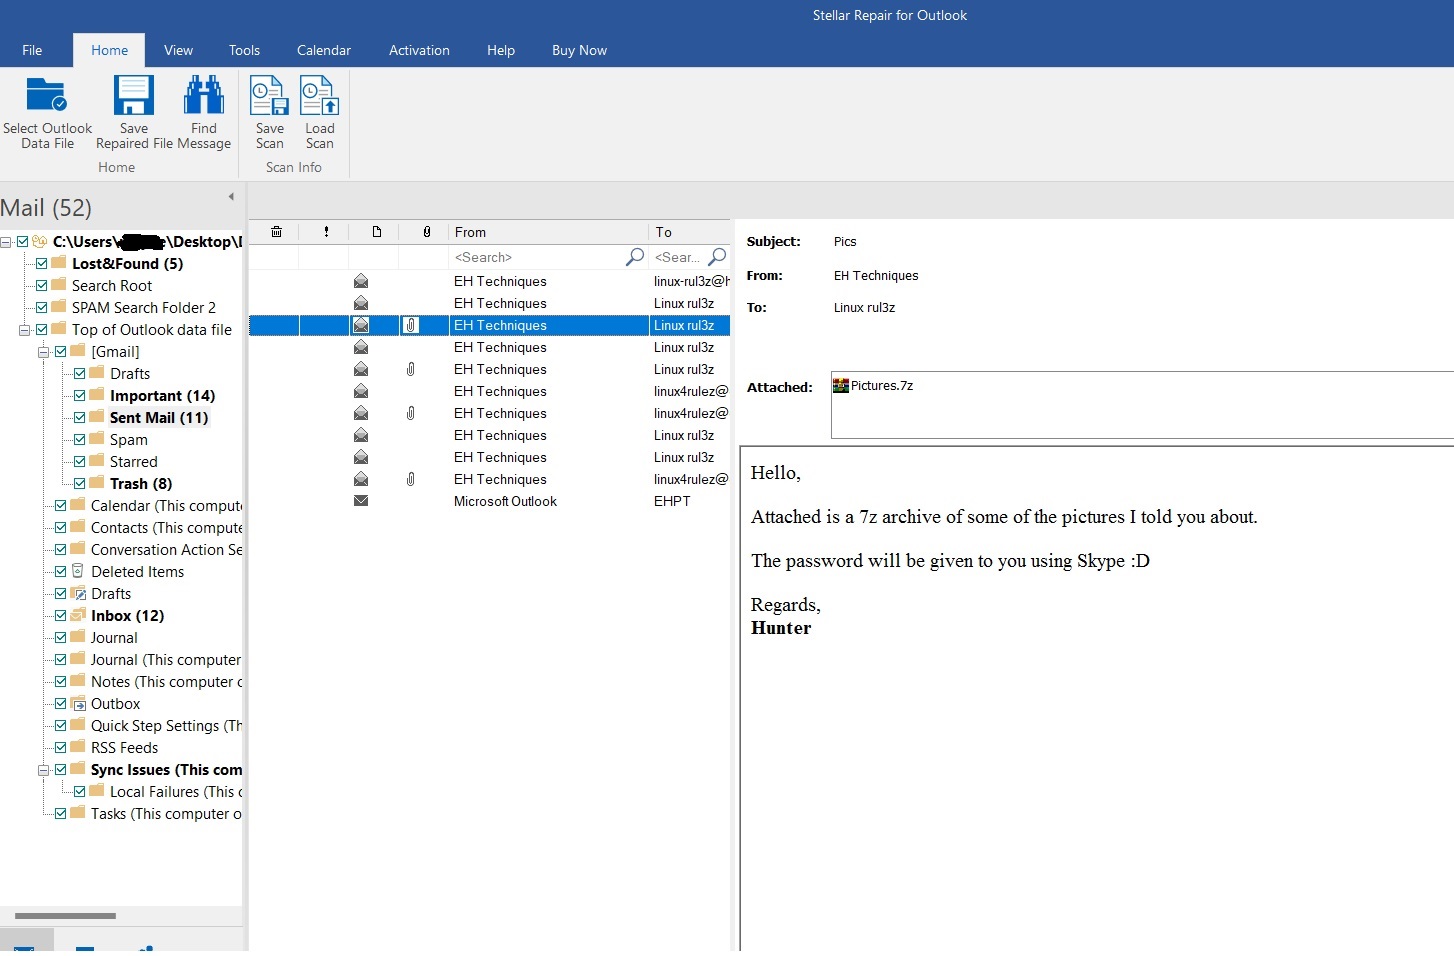 Stellar Repair for Outlook
File Home View Tools Calendar Activation Help Buy Now
Select Outlook Data File
Save Repaired File
Find Message
Save Scan
Load Scan
Home
Scan Info
Mail (52)
C:\Users\ e\Desktop\
Lost&Found (5)
Search Root
SPAM Search Folder 2
Top of Outlook data file
[Gmail]
Drafts
Important (14)
Sent Mail (11)
Spam
Starred
Trash (8)
Calendar (This compute
Contacts (This compute
Conversation Action Se
Deleted Items
Drafts
Inbox (12)
Journal
Journal (This computer
Notes (This computer o
Outbox
Quick Step Settings (Th
RSS Feeds
Sync Issues (This com
Local Failures (This c
Tasks (This computer o
! From To
<Search> <Sear...
EH Techniques linux-rul3z@h
EH Techniques Linux rul3z
EH Techniques Linux rul3z
EH Techniques Linux rul3z
EH Techniques Linux rul3z
EH Techniques linux4rulez@
EH Techniques linux4rulez@
EH Techniques Linux rul3z
EH Techniques Linux rul3z
EH Techniques linux4rulez@
Microsoft Outlook EHPT
Subject: Pics
From: EH Techniques
To: Linux rul3z
Attached: Pictures.7z
Hello,
Attached is a 7z archive of some of the pictures I told you about.
The password will be given to you using Skype :D
Regards,
Hunter